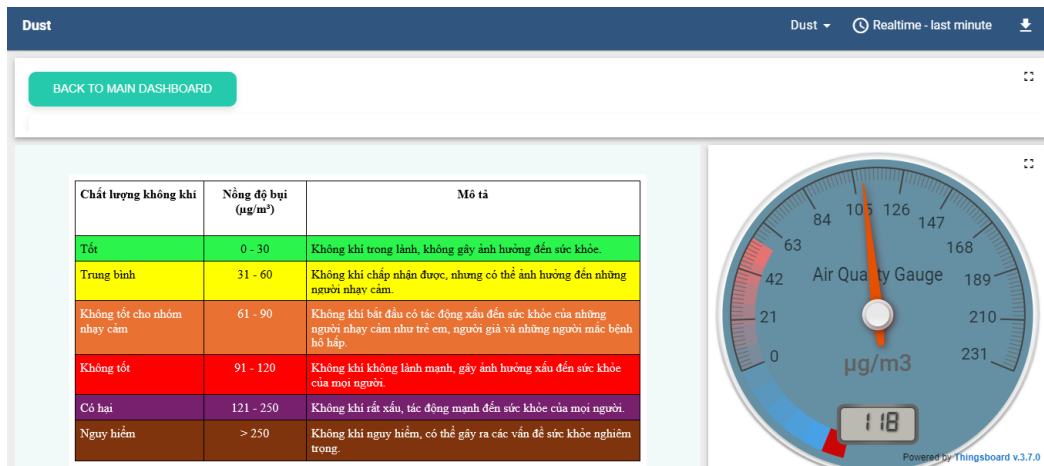 Dust
Dust
Realtime - last minute
BACK TO MAIN DASHBOARD
Chất lượng không khí
Nồng độ bụi
(µg/m³)
Mô tả
Tốt
0 - 30
Không khí trong lành, không gây ảnh hưởng đến sức khỏe.
Trung bình
31 - 60
Không khí chấp nhận được, nhưng có thể ảnh hưởng đến những
người nhạy cảm.
Không tốt cho nhóm
nhạy cảm
61 - 90
Không khí bắt đầu có tác động xấu đến sức khỏe của những
người nhạy cảm như trẻ em, người già và những người mắc bệnh
hô hấp.
Không tốt
91 - 120
Không khí không lành mạnh, gây ảnh hưởng xấu đến sức khỏe
của mọi người.
Có hại
121 - 250
Không khí rất xấu, tác động mạnh đến sức khỏe của mọi người.
Nguy hiểm
> 250
Không khí nguy hiểm, có thể gây ra các vấn đề sức khỏe nghiêm
trọng.
0
21
42
63
84
105
126
147
168
189
210
231
Air Quality Gauge
µg/m3
118
Powered by Thingsboard v.3.7.0